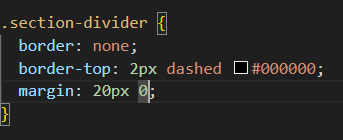 .section-divider {
  border: none;
  border-top: 2px dashed #000000;
  margin: 20px 0;
}